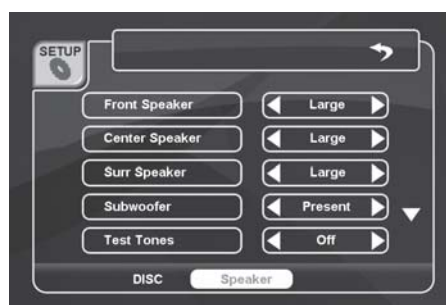 SETUP
Front Speaker Large
Center Speaker Large
Surr Speaker Large
Subwoofer Present
Test Tones Off
DISC Speaker